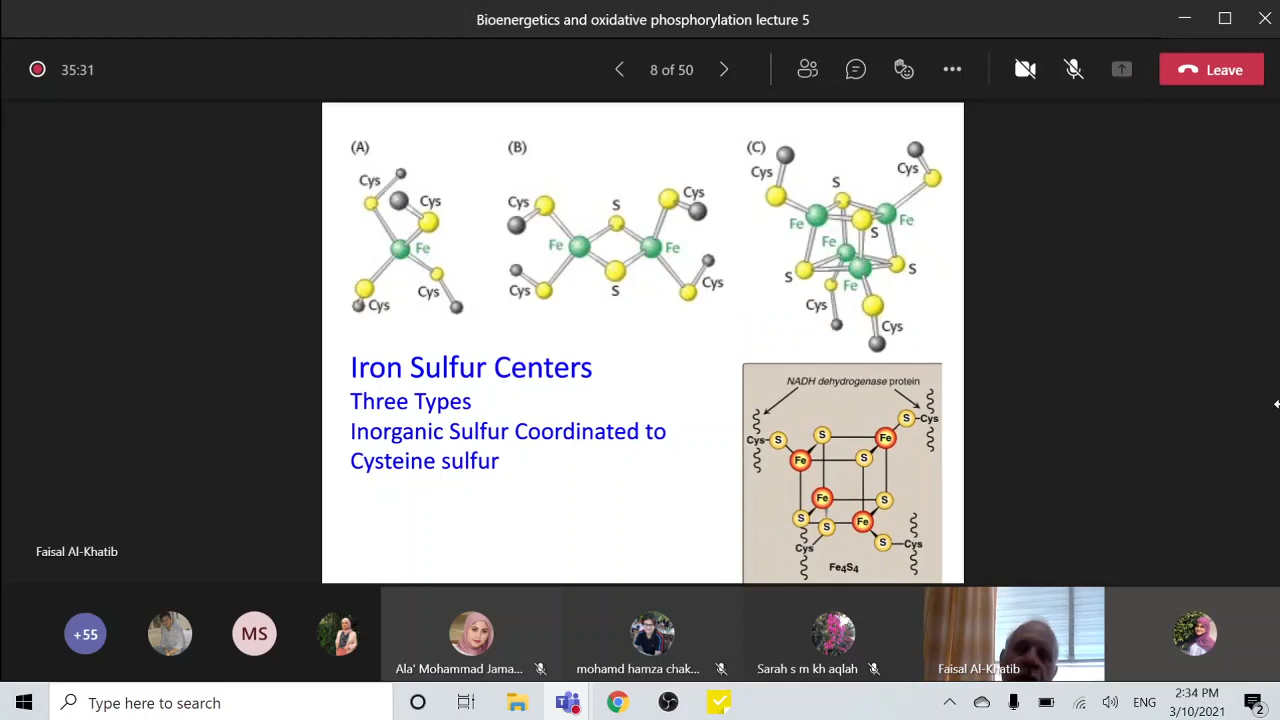 Bioenergetics and oxidative phosphorylation lecture 5
35:31
8 of 50
Leave
(A)
Cys
Cys
Fe
Cys
Cys
(B)
Cys
S
Cys
Fe
Fe
Cys
S
Cys
(C)
Cys
S
Cys
Fe
Fe
S
Fe
S
S
Fe
Cys
Cys
Iron Sulfur Centers
Three Types
Inorganic Sulfur Coordinated to
Cysteine sulfur
NADH dehydrogenase protein
S
Cys
Cys
S
S
Fe
Fe
S
Fe
S
S
S
Fe
Cys
S
Cys
Fe4S4
Faisal Al-Khatib
+55
MS
Ala' Mohammad Jama...
mohamd hamza chak...
Sarah s m kh aqlah
Faisal Al-Khatib
Type here to search
ENG
2:34 PM
3/10/2021
2